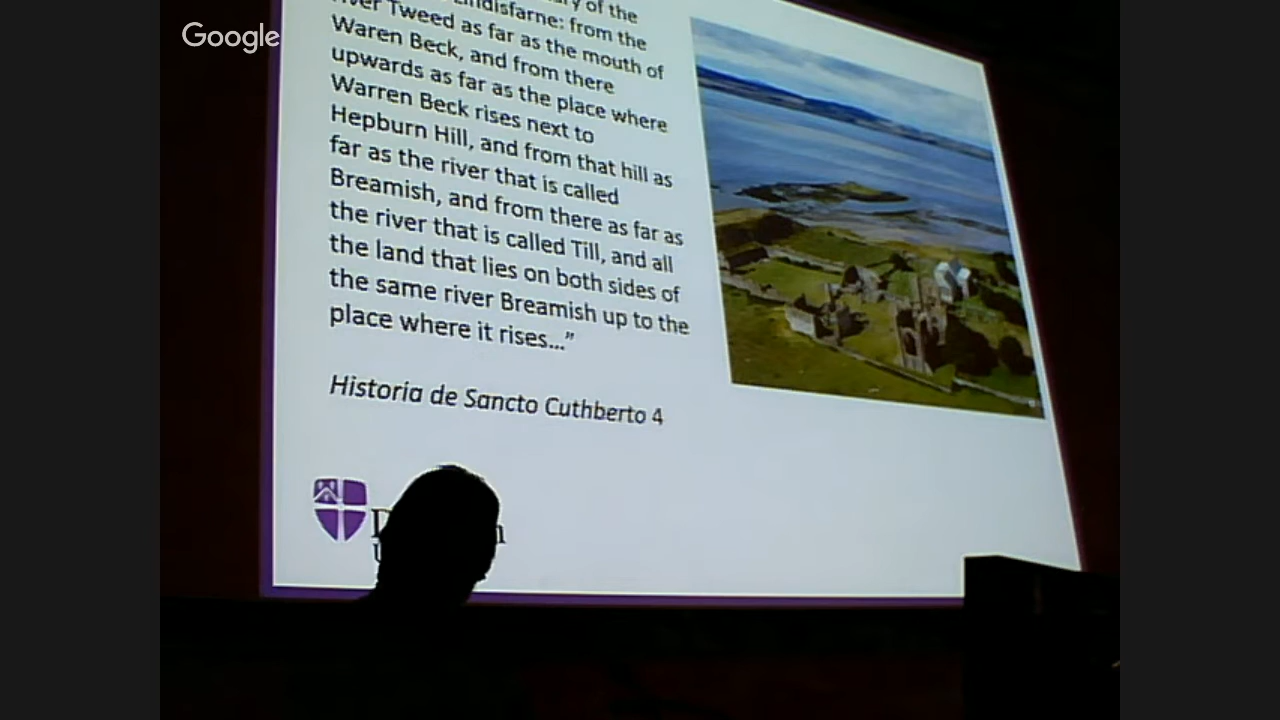 Google
of the
Lindisfarne: from the
River Tweed as far as the mouth of
Waren Beck, and from there
upwards as far as the place where
Warren Beck rises next to
Hepburn Hill, and from that hill as
far as the river that is called
Breamish, and from there as far as
the river that is called Till, and all
the land that lies on both sides of
the same river Breamish up to the
place where it rises..."
Historia de Sancto Cuthberto 4